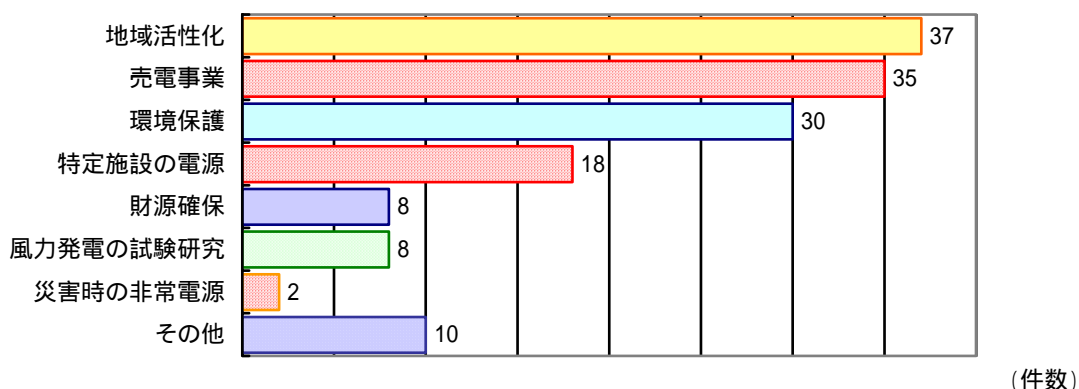 地域活性化 37
売電事業 35
環境保護 30
特定施設の電源 18
財源確保 8
風力発電の試験研究 8
災害時の非常電源 2
その他 10
(件数)